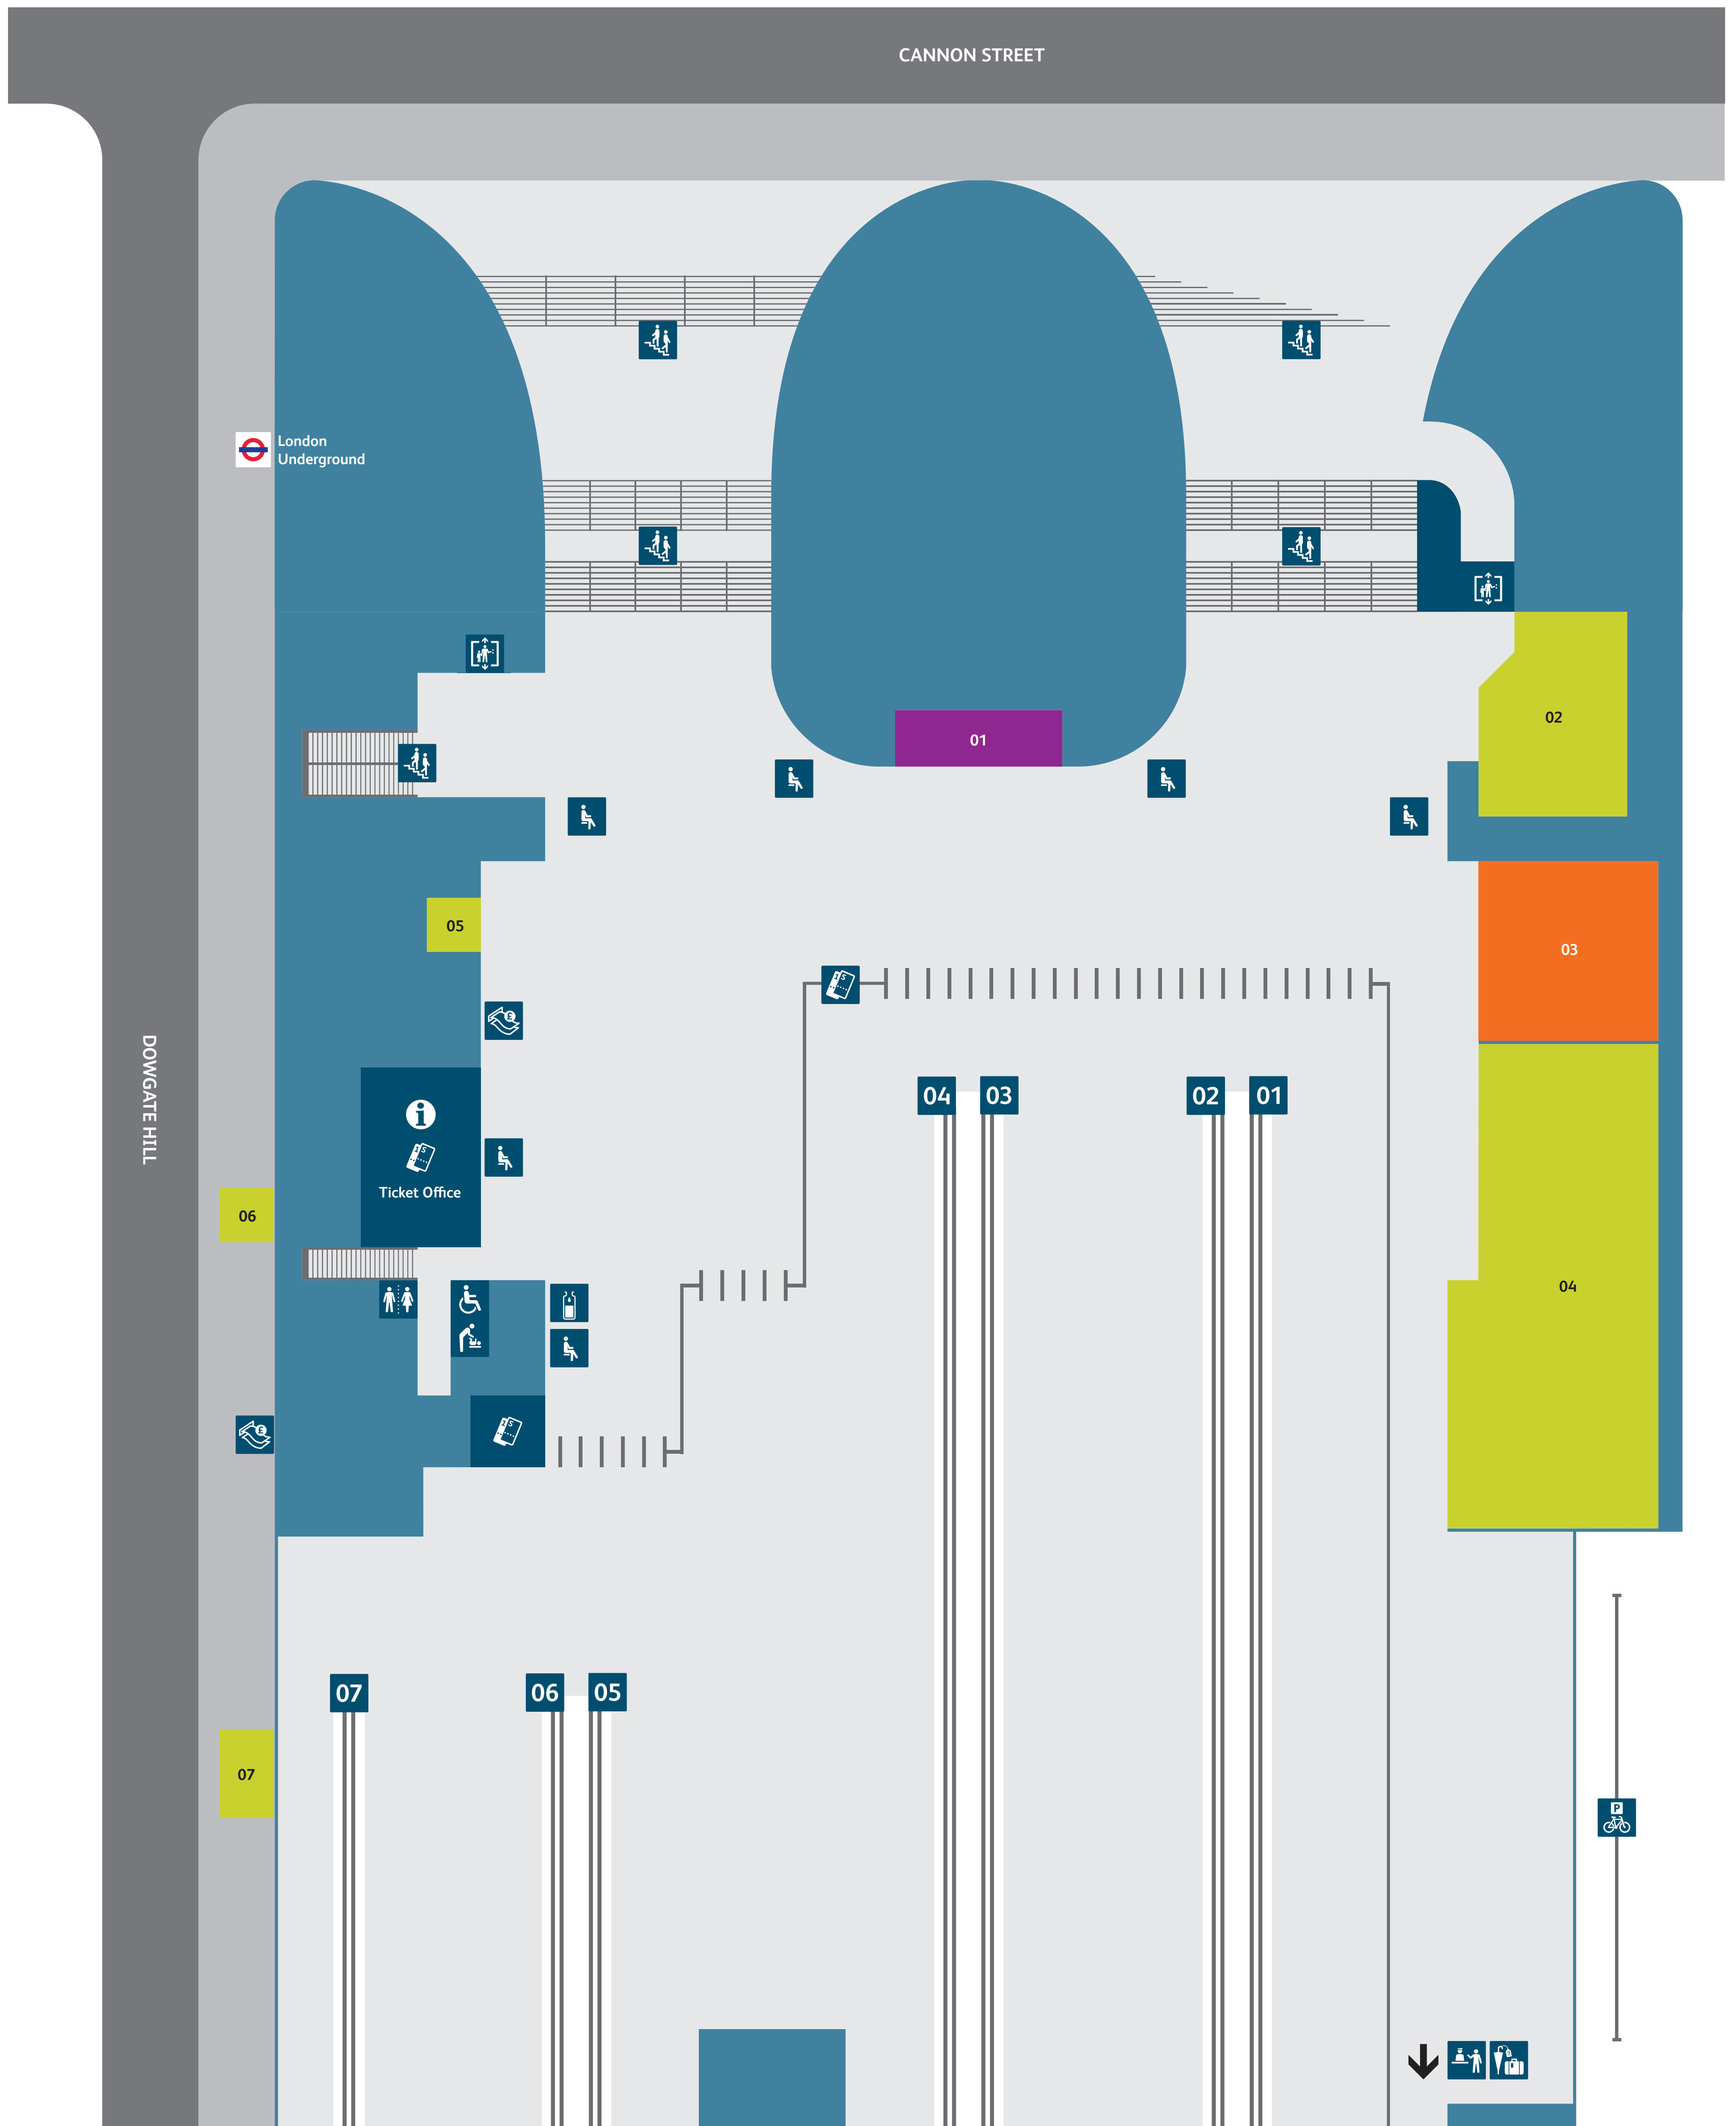 CANNON STREET
London
Underground
02
01
05
03
04
03
02
01
DOWGATE HILL
Ticket Office
06
04
07
06
05
07
P